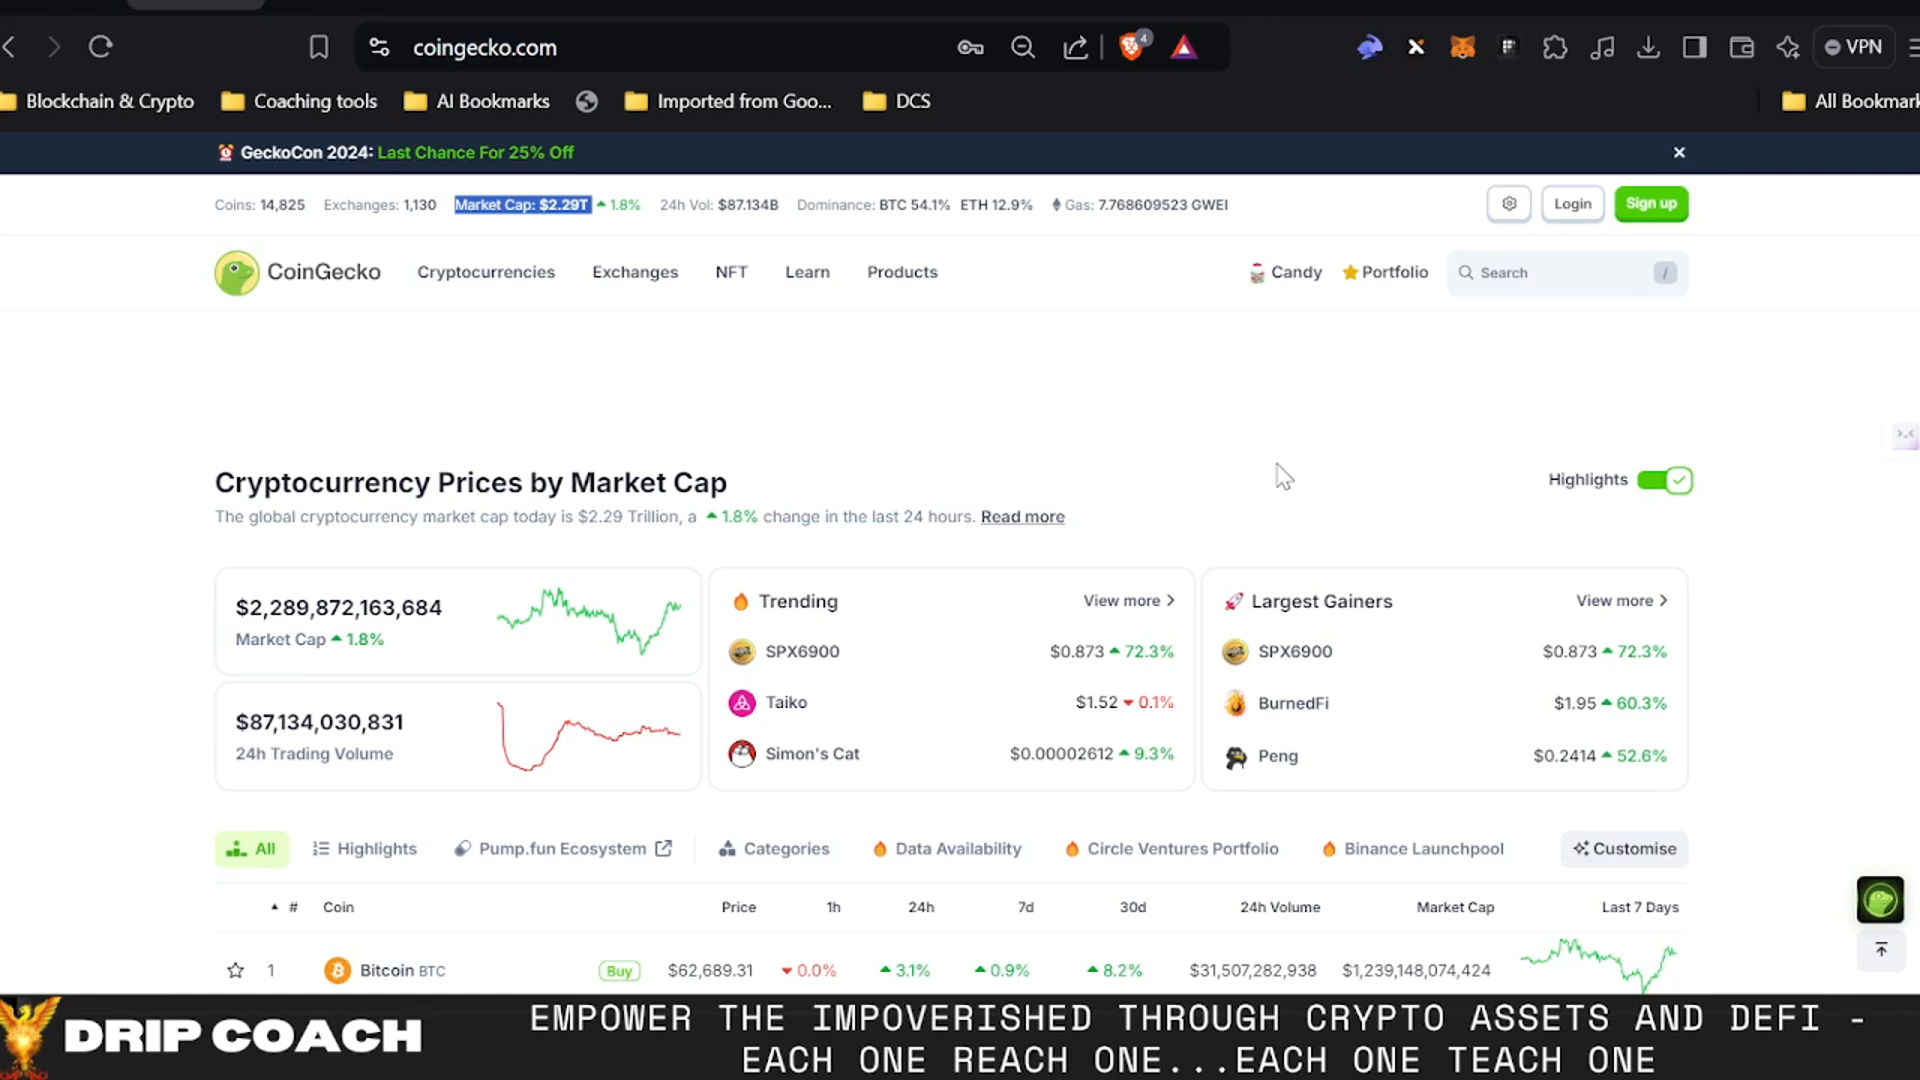 coingecko.com
4
VPN
Blockchain & Crypto
Coaching tools
AI Bookmarks
Imported from Goo...
DCS
All Bookmark
GeckoCon 2024: Last Chance For 25% Off
Coins: 14,825 Exchanges: 1,130 Market Cap: $2.29T 1.8% 24h Vol: $87.134B Dominance: BTC 54.1% ETH 12.9% Gas: 7.768609523 GWEI
Login
Sign up
CoinGecko Cryptocurrencies Exchanges NFT Learn Products
Candy Portfolio Search /
Cryptocurrency Prices by Market Cap
Highlights
The global cryptocurrency market cap today is $2.29 Trillion, a 1.8% change in the last 24 hours. Read more
$2,289,872,163,684
Market Cap 1.8%
$87,134,030,831
24h Trading Volume
Trending View more
SPX6900 $0.873 72.3%
Taiko $1.52 0.1%
Simon's Cat $0.00002612 9.3%
Largest Gainers View more
SPX6900 $0.873 72.3%
BurnedFi $1.95 60.3%
Peng $0.2414 52.6%
All Highlights Pump.fun Ecosystem Categories Data Availability Circle Ventures Portfolio Binance Launchpool Customise
# Coin Price 1h 24h 7d 30d 24h Volume Market Cap Last 7 Days
1 Bitcoin BTC Buy $62,689.31 0.0% 3.1% 0.9% 8.2% $31,507,282,938 $1,239,148,074,424
DRIP COACH
EMPOWER THE IMPOVERISHED THROUGH CRYPTO ASSETS AND DEFI -
EACH ONE REACH ONE...EACH ONE TEACH ONE